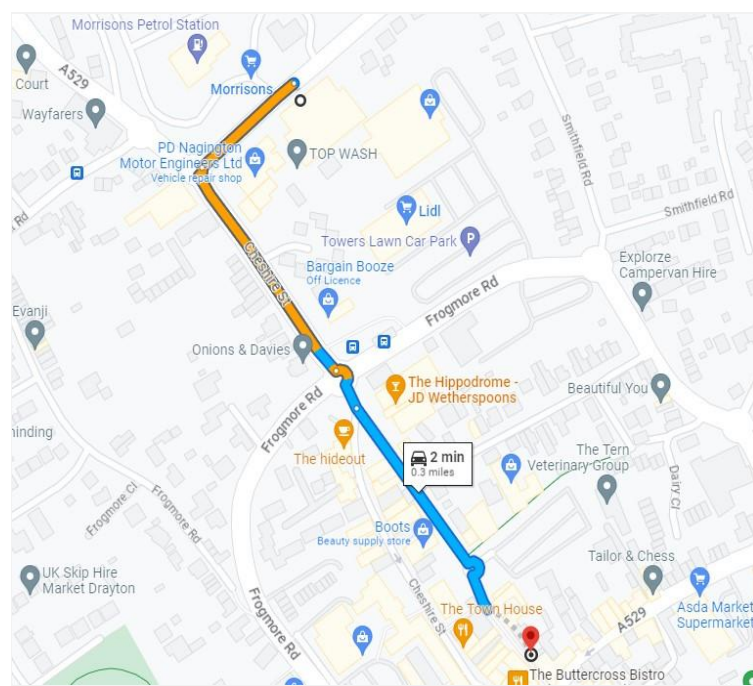 Morrisons Petrol Station
A529
Court
Morrisons
Wayfarers
PD Nagington
Motor Engineers Ltd
Vehicle repair shop
TOP WASH
Smithfield Rd
Lidl
Smithfield Rd
Towers Lawn Car Park
P
Cheshire St
Bargain Booze
Off Licence
Explorze
Campervan Hire
Frogmore Rd
Evanji
Onions & Davies
The Hippodrome -
JD Wetherspoons
Beautiful You
Frogmore Rd
The hideout
2 min
0.3 miles
The Tern
Veterinary Group
Dairy Cl
Frogmore Cl
Frogmore Rd
Boots
Beauty supply store
UK Skip Hire
Market Drayton
Tailor & Chess
Cheshire St
The Town House
Asda Market
Supermarket
A529
Frogmore Rd
The Buttercross Bistro